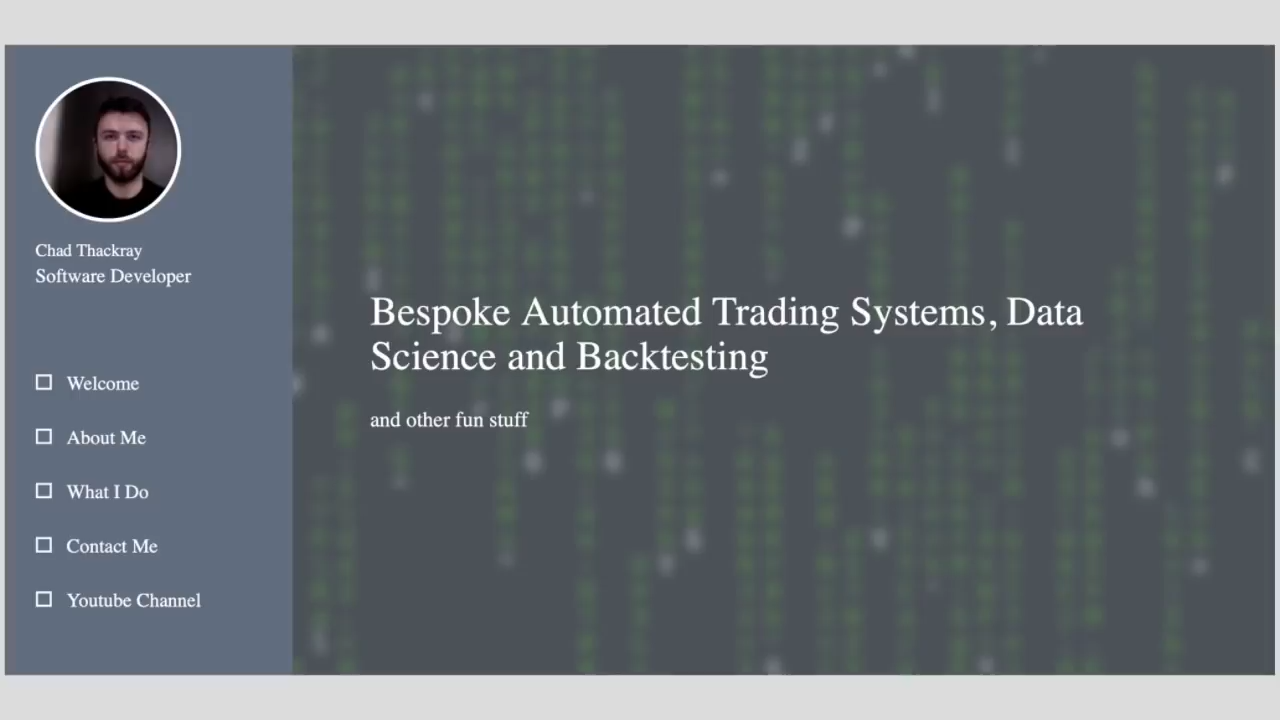 Chad Thackray
Software Developer
Welcome
About Me
What I Do
Contact Me
Youtube Channel
Bespoke Automated Trading Systems, Data
Science and Backtesting
and other fun stuff